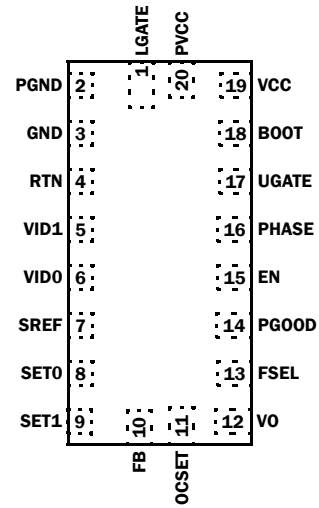 LGATE PVCC
1 20
PGND 2 19 VCC
GND 3 18 BOOT
RTN 4 17 UGATE
VID1 5 16 PHASE
VID0 6 15 EN
SREF 7 14 PGOOD
SET0 8 13 FSEL
SET1 9 12 VO
10 11
FB OCSET